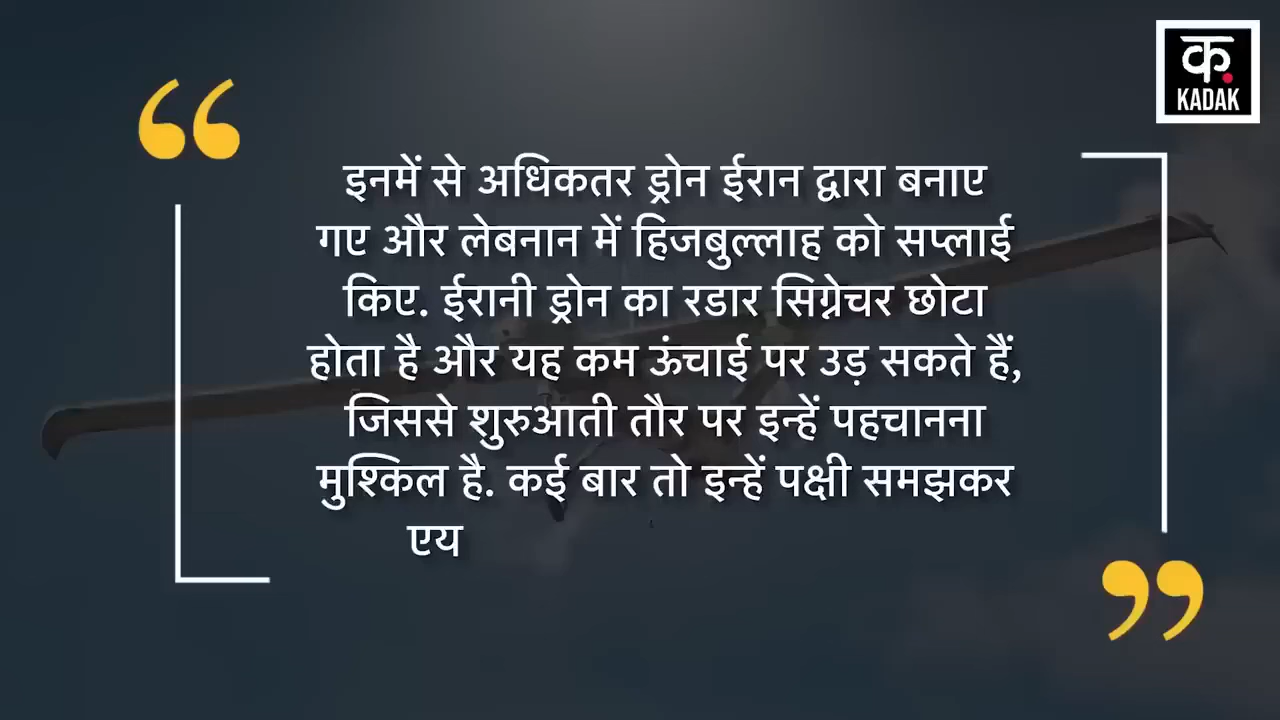 क.
KADAK
इनमें से अधिकतर ड्रोन ईरान द्वारा बनाए
गए और लेबनान में हिजबुल्लाह को सप्लाई
किए. ईरानी ड्रोन का रडार सिग्नेचर छोटा
होता है और यह कम ऊंचाई पर उड़ सकते हैं,
जिससे शुरुआती तौर पर इन्हें पहचानना
मुश्किल है. कई बार तो इन्हें पक्षी समझकर
एय